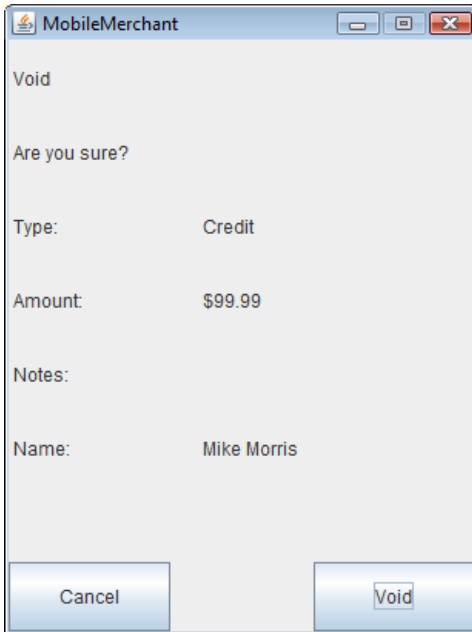 MobileMerchant
Void
Are you sure?
Type: Credit
Amount: $99.99
Notes:
Name: Mike Morris
Cancel Void